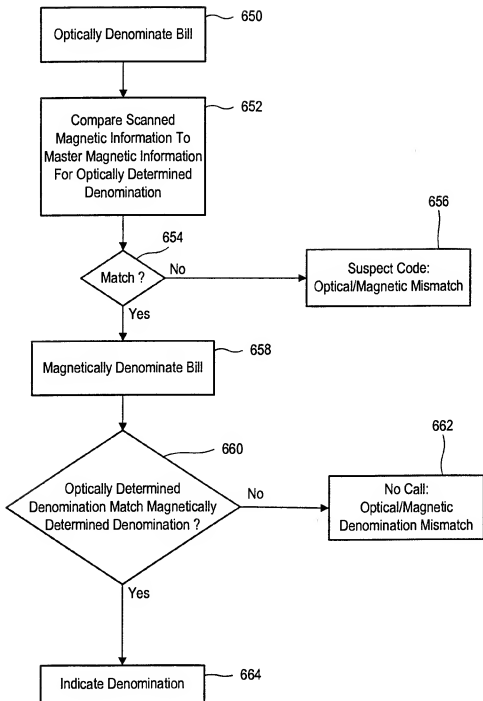 650
Optically Denominate Bill
652
Compare Scanned
Magnetic Information To
Master Magnetic Information
For Optically Determined
Denomination
654
Match ?
No
656
Suspect Code:
Optical/Magnetic Mismatch
Yes
658
Magnetically Denominate Bill
660
Optically Determined
Denomination Match Magnetically
Determined Denomination ?
No
662
No Call:
Optical/Magnetic
Denomination Mismatch
Yes
664
Indicate Denomination